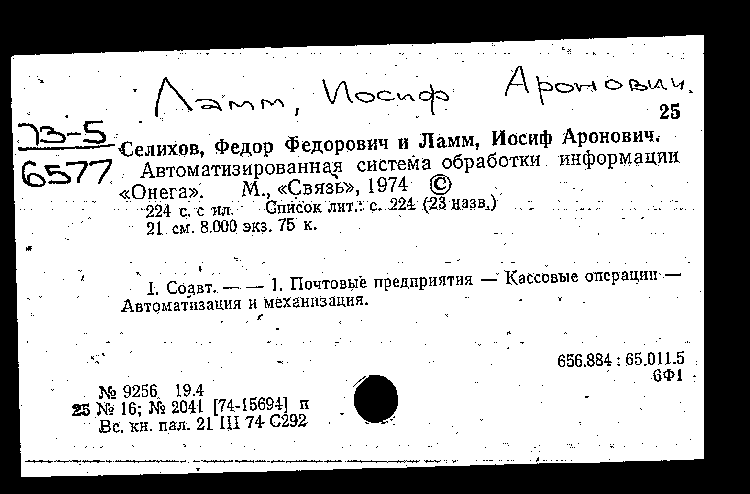 Ламм, Иосиф Аронович.
25
73-5
6577
Селихов, Федор Федорович и Ламм, Иосиф Аронович.
Автоматизированная система обработки информации
«Онега». М., «Связь», 1974 ©
224 с. с ил. Список лит.: с. 224 (23 назв.)
21 см. 8.000 экз. 75 к.
I. Соавт. — — 1. Почтовые предприятия — Кассовые операции —
Автоматизация и механизация.
656.884 : 65.011.5
6Ф1
№ 9256 19.4
25 № 16; № 2041 [74-15694] п
Вс. кн. пал. 21 III 74 С292